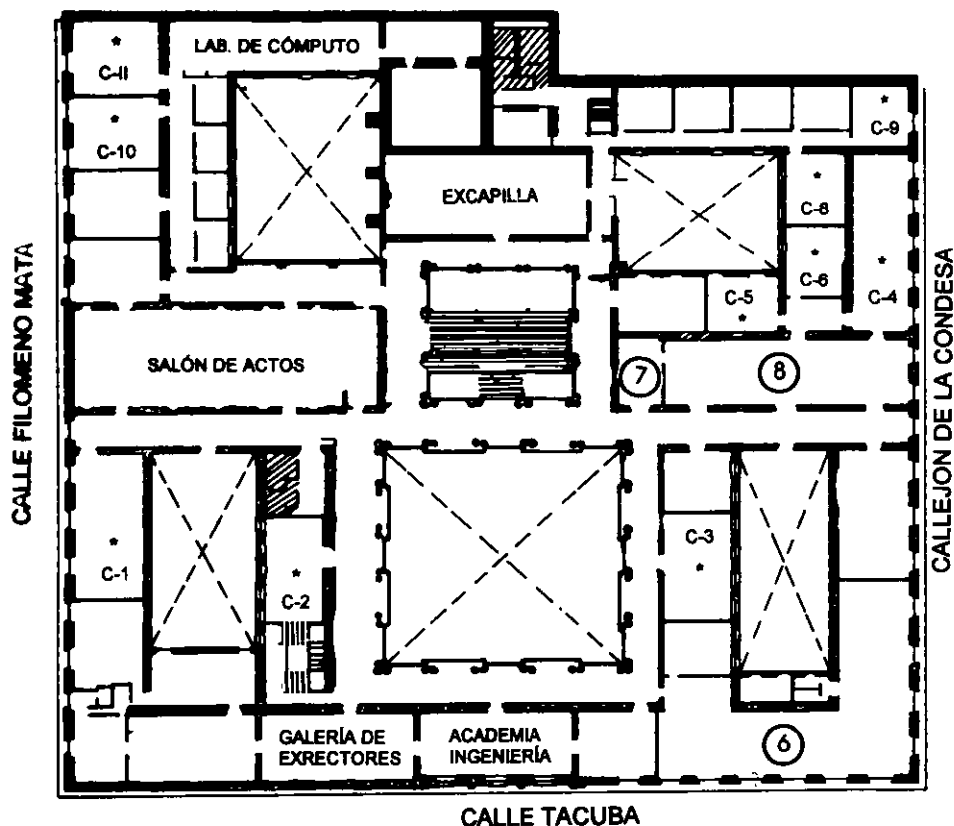 LAB. DE CÓMPUTO
C-11
C-10
C-9
EXCAPILLA
C-8
C-6
C-5
C-4
SALÓN DE ACTOS
7
8
CALLE FILOMENO MATA
CALLEJON DE LA CONDESA
C-1
C-2
C-3
GALERÍA DE
EXRECTORES
ACADEMIA
INGENIERÍA
6
CALLE TACUBA